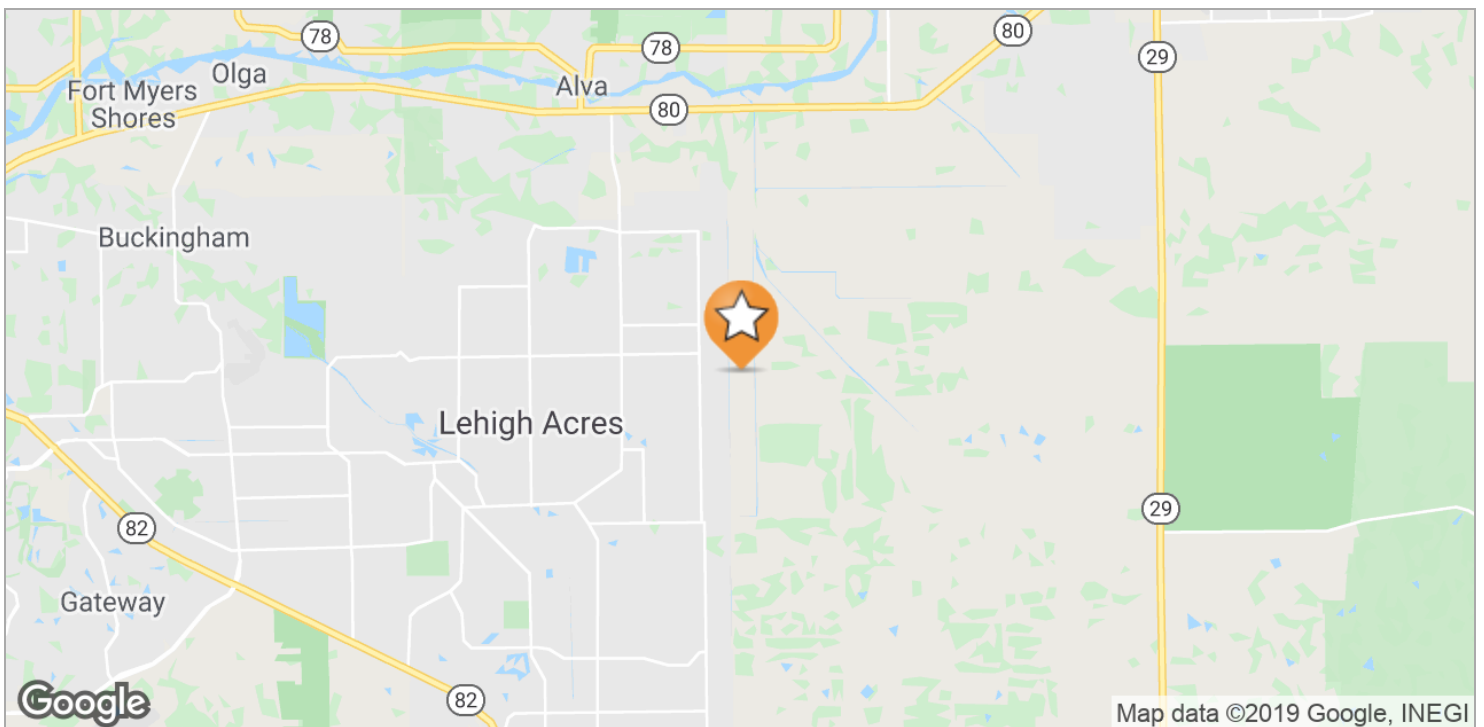 78
80
29
78
Olga
Alva
Fort Myers
Shores
80
Buckingham
Lehigh Acres
29
82
Gateway
82
Google
Map data ©2019 Google, INEGI